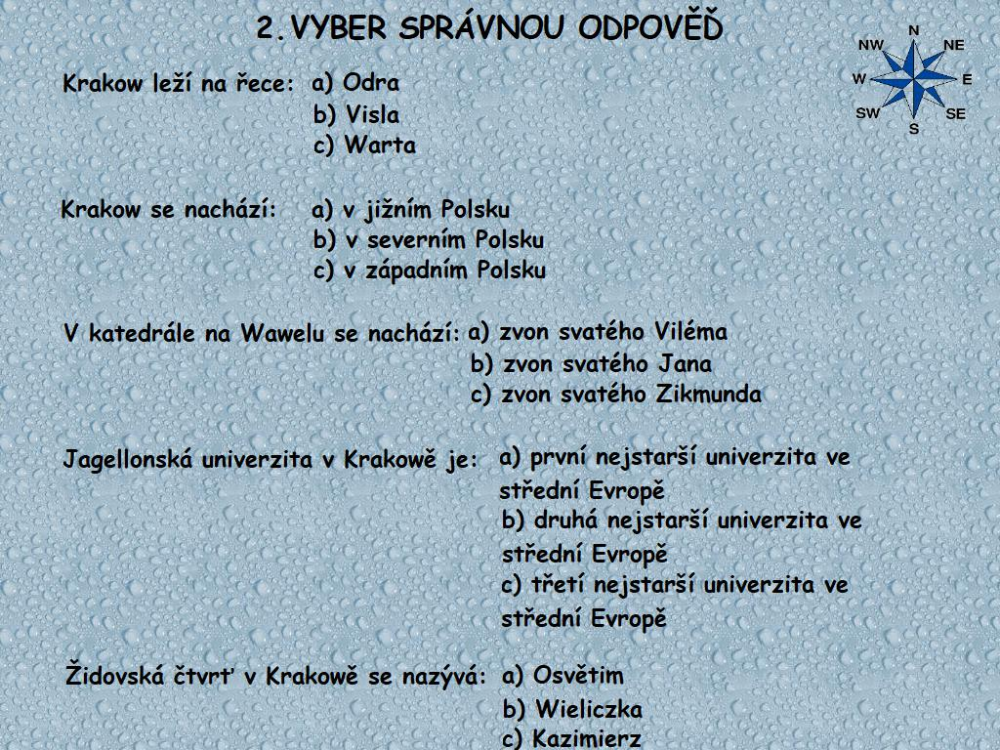 2.VYBER SPRÁVNOU ODPOVĚĎ
N
NW NE
W E
SW SE
S
Krakow leží na řece: a) Odra
b) Visla
c) Warta
Krakow se nachází: a) v jižním Polsku
b) v severním Polsku
c) v západním Polsku
V katedrále na Wawelu se nachází: a) zvon svatého Viléma
b) zvon svatého Jana
c) zvon svatého Zikmunda
Jagellonská univerzita v Krakowě je: a) první nejstarší univerzita ve
střední Evropě
b) druhá nejstarší univerzita ve
střední Evropě
c) třetí nejstarší univerzita ve
střední Evropě
Židovská čtvrť v Krakowě se nazývá: a) Osvětim
b) Wieliczka
c) Kazimierz